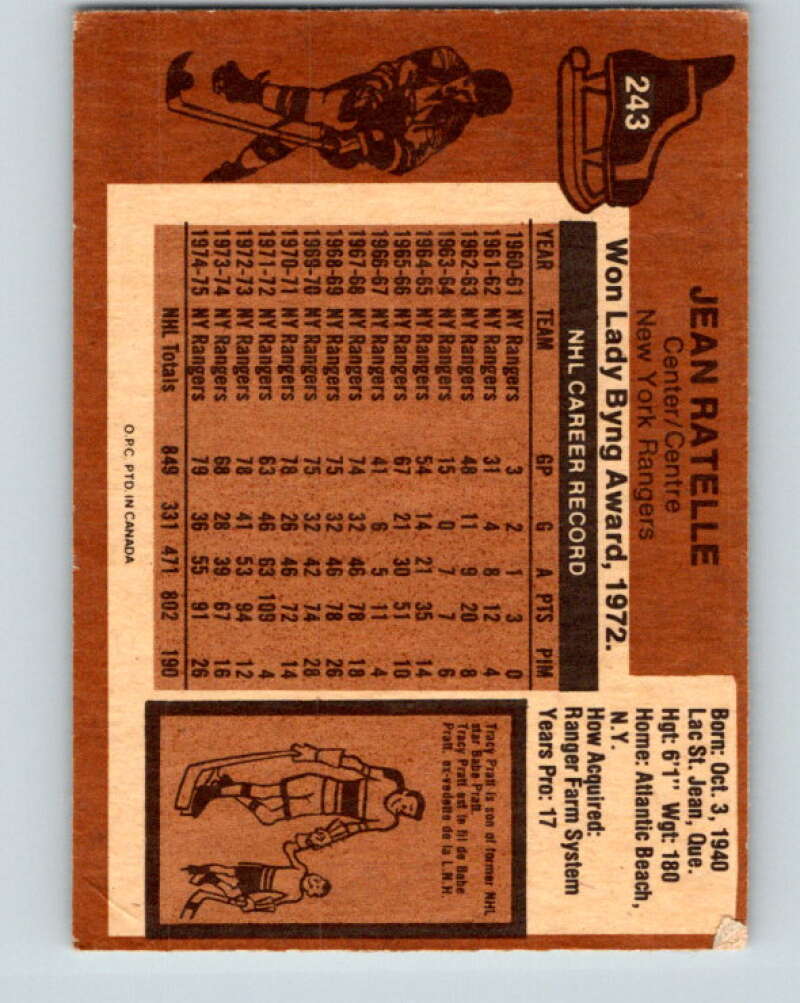 243
JEAN RATELLE
Center/Centre
New York Rangers
Born: Oct. 3, 1940
Lac St. Jean, Que.
Hgt: 6'1" Wgt: 180
Home: Atlantic Beach,
N.Y.
How Acquired:
Ranger Farm System
Years Pro: 17
Won Lady Byng Award, 1972.
NHL CAREER RECORD
YEAR TEAM GP G A PTS PIM
1960-61 NY Rangers 3 2 1 3 0
1961-62 NY Rangers 31 4 8 12 4
1962-63 NY Rangers 48 11 9 20 8
1963-64 NY Rangers 15 0 7 7 6
1964-65 NY Rangers 54 14 21 35 14
1965-66 NY Rangers 67 21 30 51 10
1966-67 NY Rangers 41 6 5 11 4
1967-68 NY Rangers 74 32 46 78 18
1968-69 NY Rangers 75 32 46 78 26
1969-70 NY Rangers 75 32 42 74 28
1970-71 NY Rangers 78 26 46 72 14
1971-72 NY Rangers 63 46 63 109 4
1972-73 NY Rangers 78 41 53 94 12
1973-74 NY Rangers 68 28 39 67 16
1974-75 NY Rangers 79 36 55 91 26
NHL Totals 849 331 471 802 190
Tracy Pratt is son of former NHL
star Babe Pratt.
Tracy Pratt est le fil de Babe
Pratt, ex-vedette de la L.N.H.
O.P.C. PTD. IN CANADA